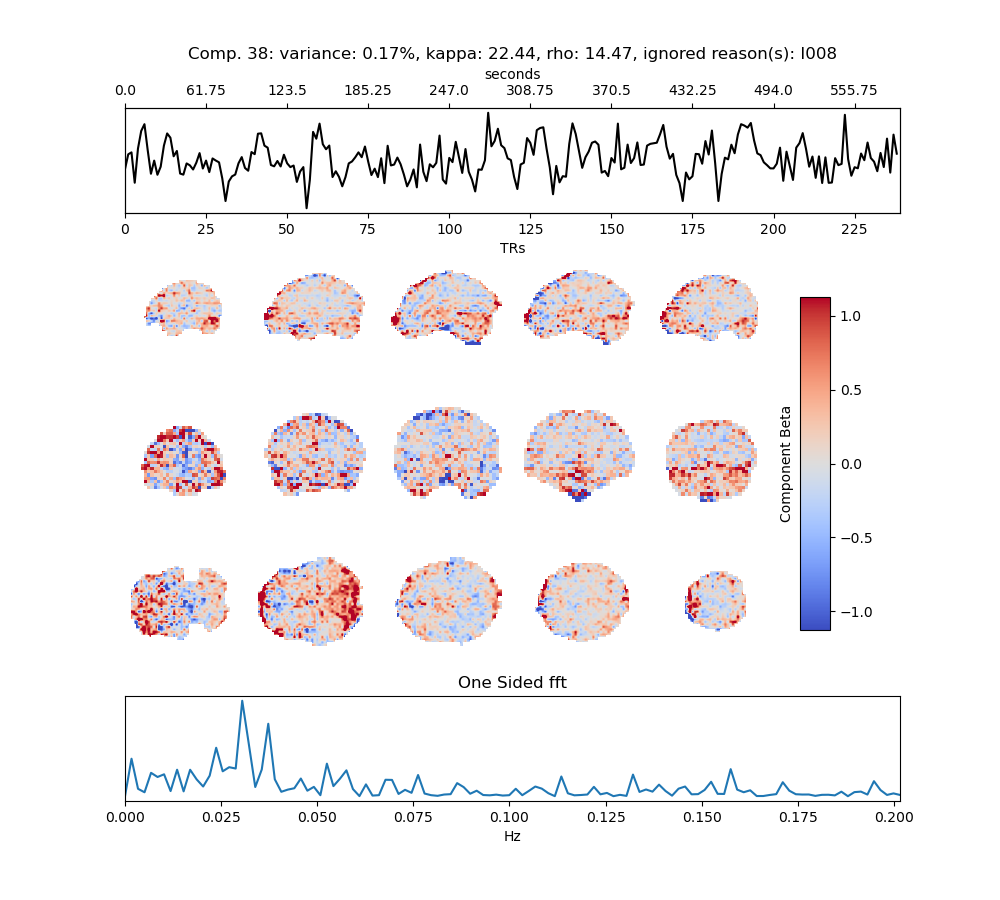 Comp. 38: variance: 0.17%, kappa: 22.44, rho: 14.47, ignored reason(s): I008
seconds
0.0 61.75 123.5 185.25 247.0 308.75 370.5 432.25 494.0 555.75
0 25 50 75 100 125 150 175 200 225
TRs
1.0
0.5
0.0
−0.5
−1.0
Component Beta
One Sided fft
0.000 0.025 0.050 0.075 0.100 0.125 0.150 0.175 0.200
Hz